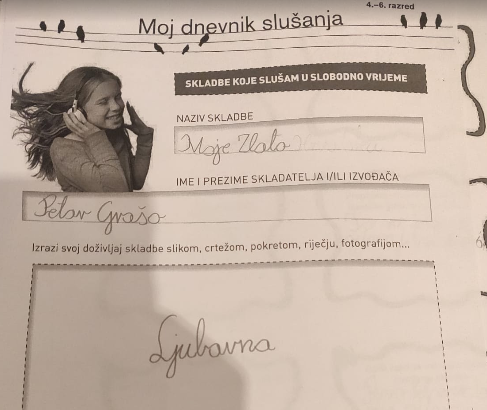 4.–6. razred
Moj dnevnik slušanja
SKLADBE KOJE SLUŠAM U SLOBODNO VRIJEME
NAZIV SKLADBE
Moje Zlato
IME I PREZIME SKLADATELJA I/ILI IZVOĐAČA
Petar Grašo
Izrazi svoj doživljaj skladbe slikom, crtežom, pokretom, riječju, fotografijom...
Ljubavna